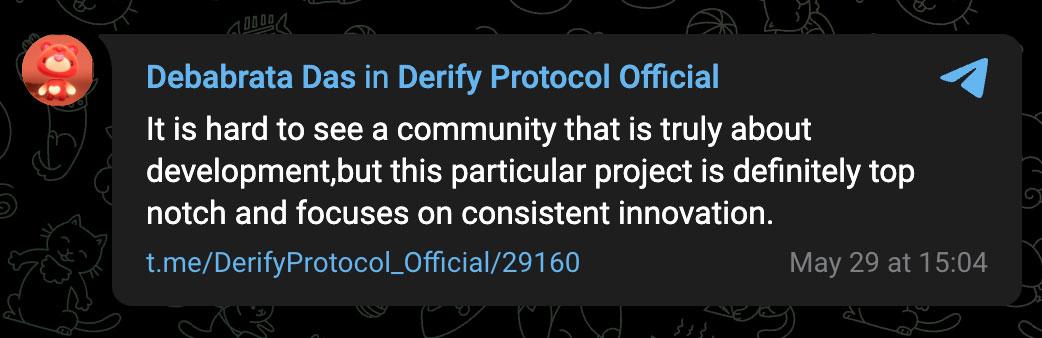 Debabrata Das in Derify Protocol Official
It is hard to see a community that is truly about
development,but this particular project is definitely top
notch and focuses on consistent innovation.
t.me/DerifyProtocol_Official/29160 May 29 at 15:04